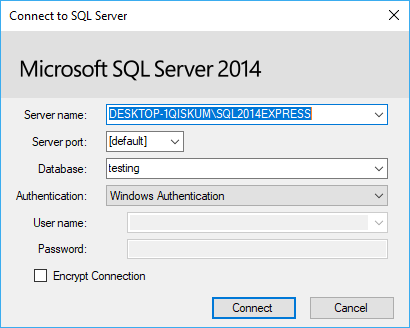 Connect to SQL Server
Microsoft SQL Server 2014
Server name: DESKTOP-1QISKUM\SQL2014EXPRESS
Server port: [default]
Database: testing
Authentication: Windows Authentication
User name:
Password:
Encrypt Connection
Connect Cancel